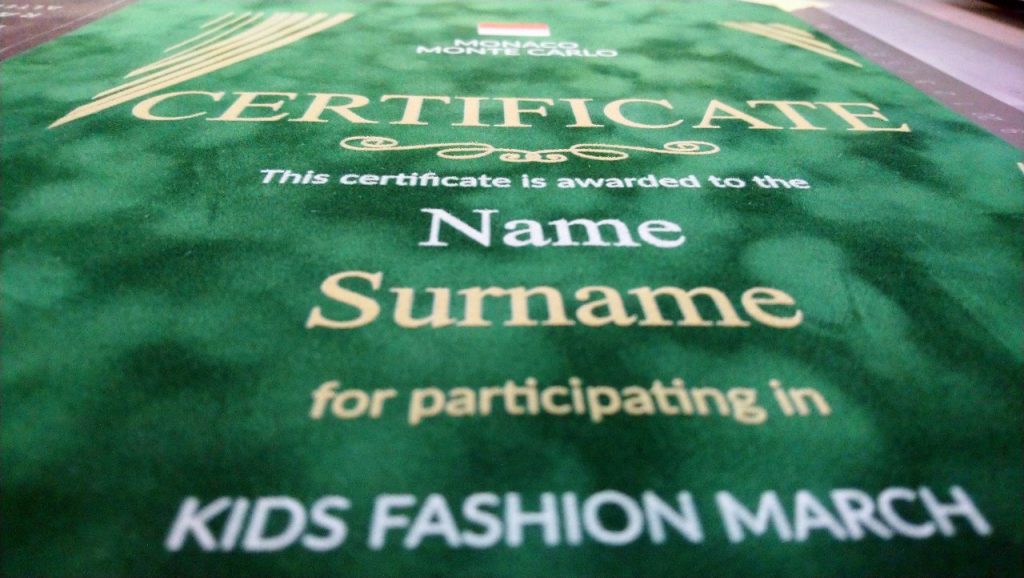 MONACO
MONTE CARLO
CERTIFICATE
This certificate is awarded to the
Name
Surname
for participating in
KIDS FASHION MARCH